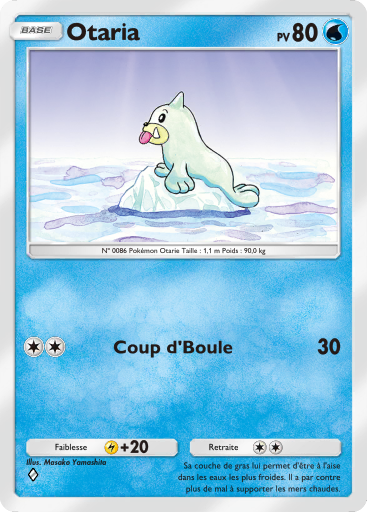 BASE Otaria PV 80
N° 0086 Pokémon Otarie Taille : 1,1 m Poids : 90,0 kg
Coup d'Boule 30
Faiblesse +20 Retraite
Illus. Masako Yamashita
Sa couche de gras lui permet d'être à l'aise
dans les eaux les plus froides. Il a par contre
plus de mal à supporter les mers chaudes.